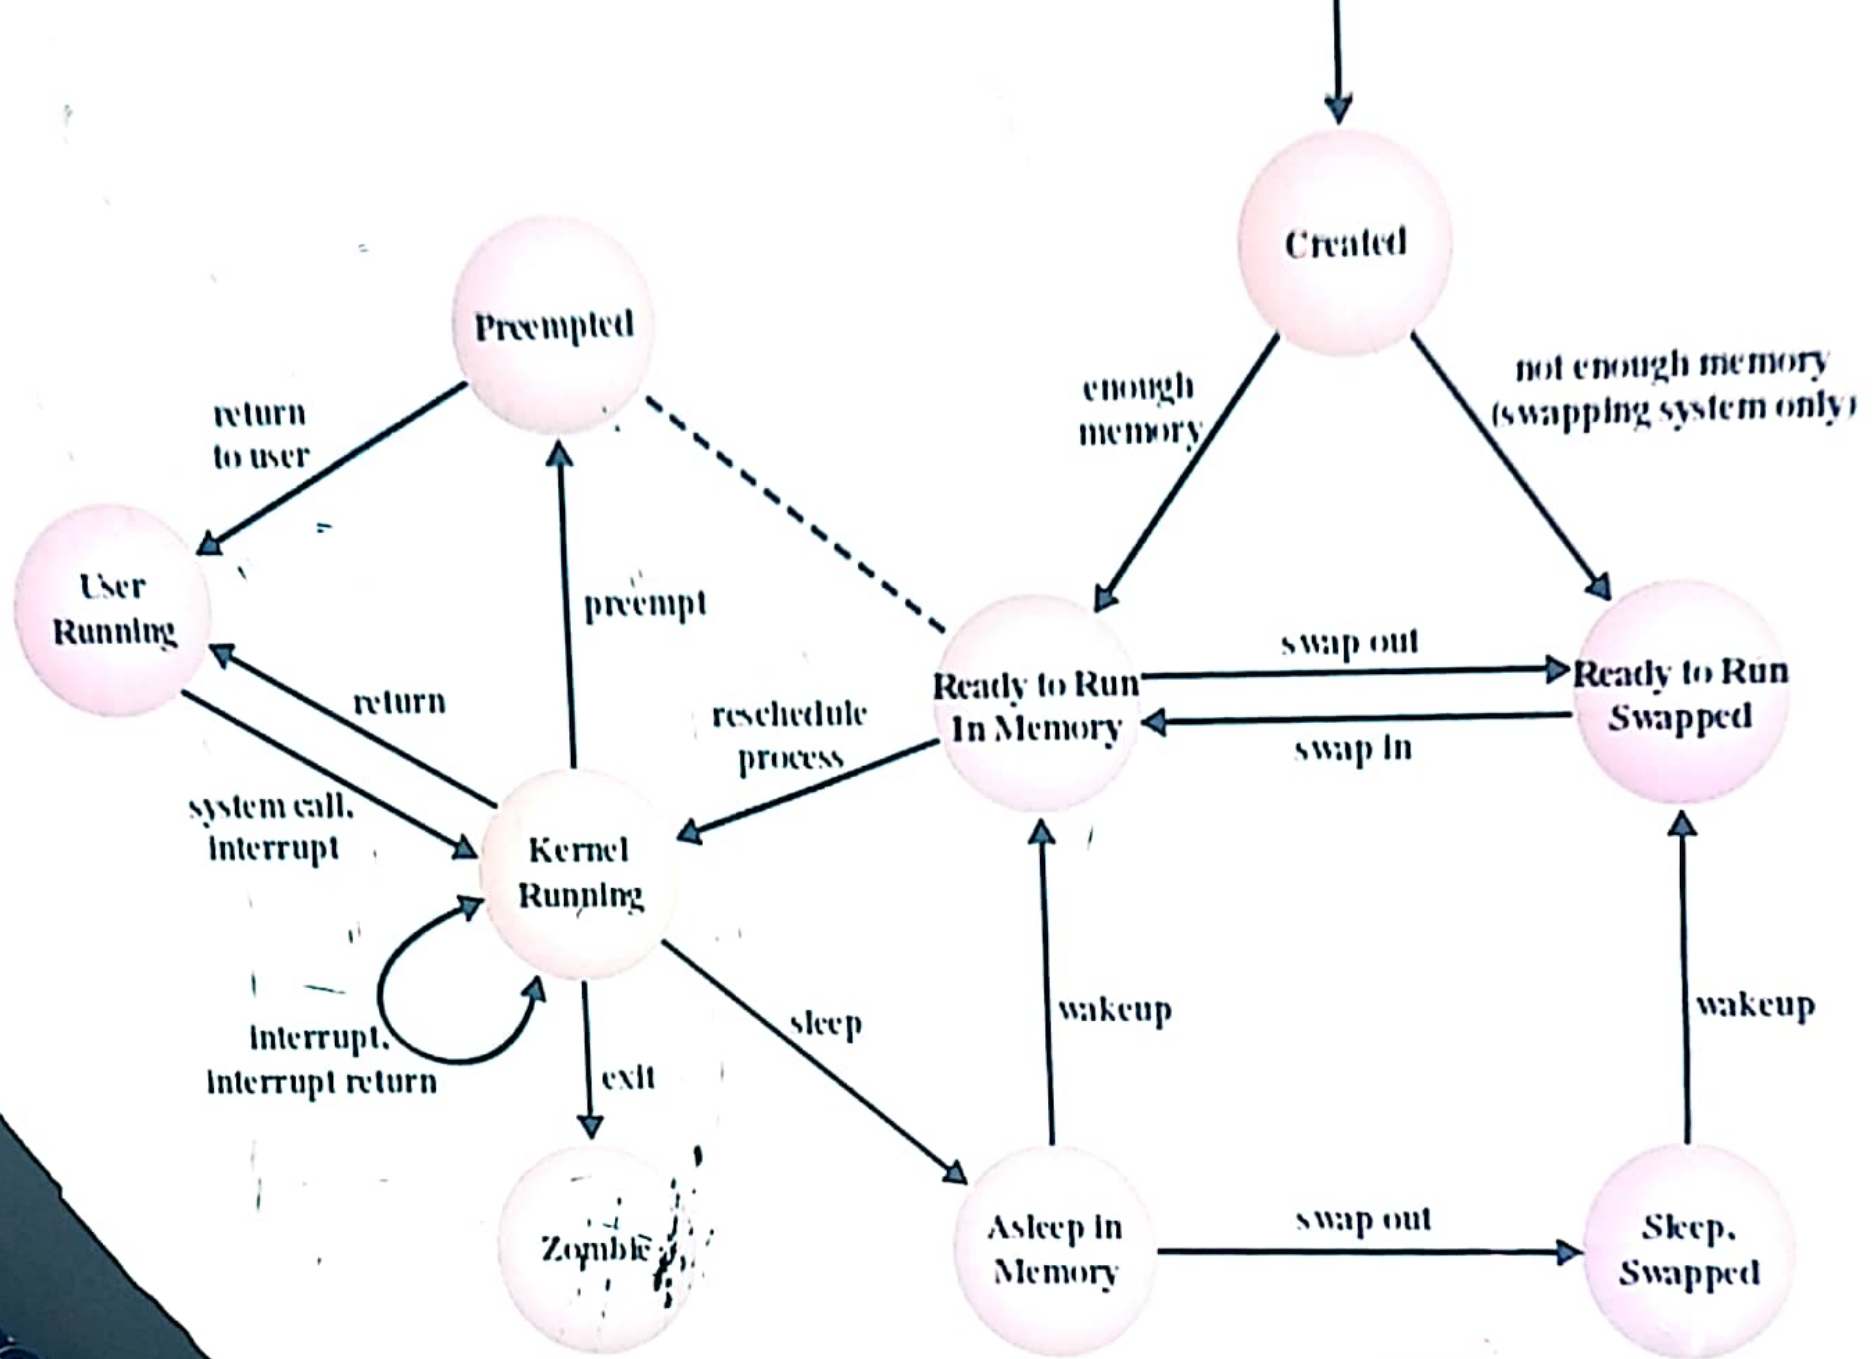 Created
Preempted
not enough memory
(swapping system only)
enough
memory
return
to user
User
Running
preempt
swap out
Ready to Run
In Memory
Ready to Run
Swapped
return
reschedule
process
swap in
system call,
interrupt
Kernel
Running
wakeup
wakeup
sleep
interrupt,
interrupt return
exit
Zombie
Asleep in
Memory
swap out
Sleep,
Swapped